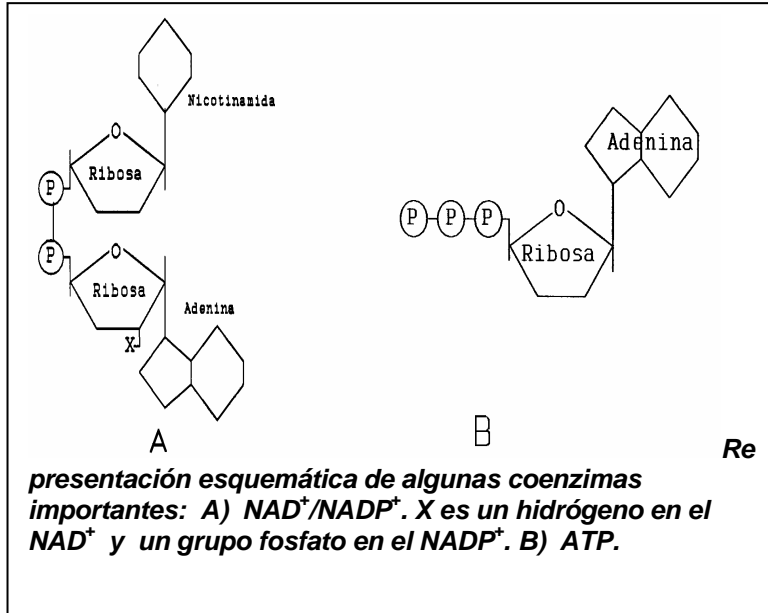 Nicotinamida
O
Ribosa
P
P
O
Ribosa
X
Adenina
A
Adenina
P P P
O
Ribosa
B
Re
presentación esquemática de algunas coenzimas
importantes: A) NAD⁺/NADP⁺. X es un hidrógeno en el
NAD⁺ y un grupo fosfato en el NADP⁺. B) ATP.